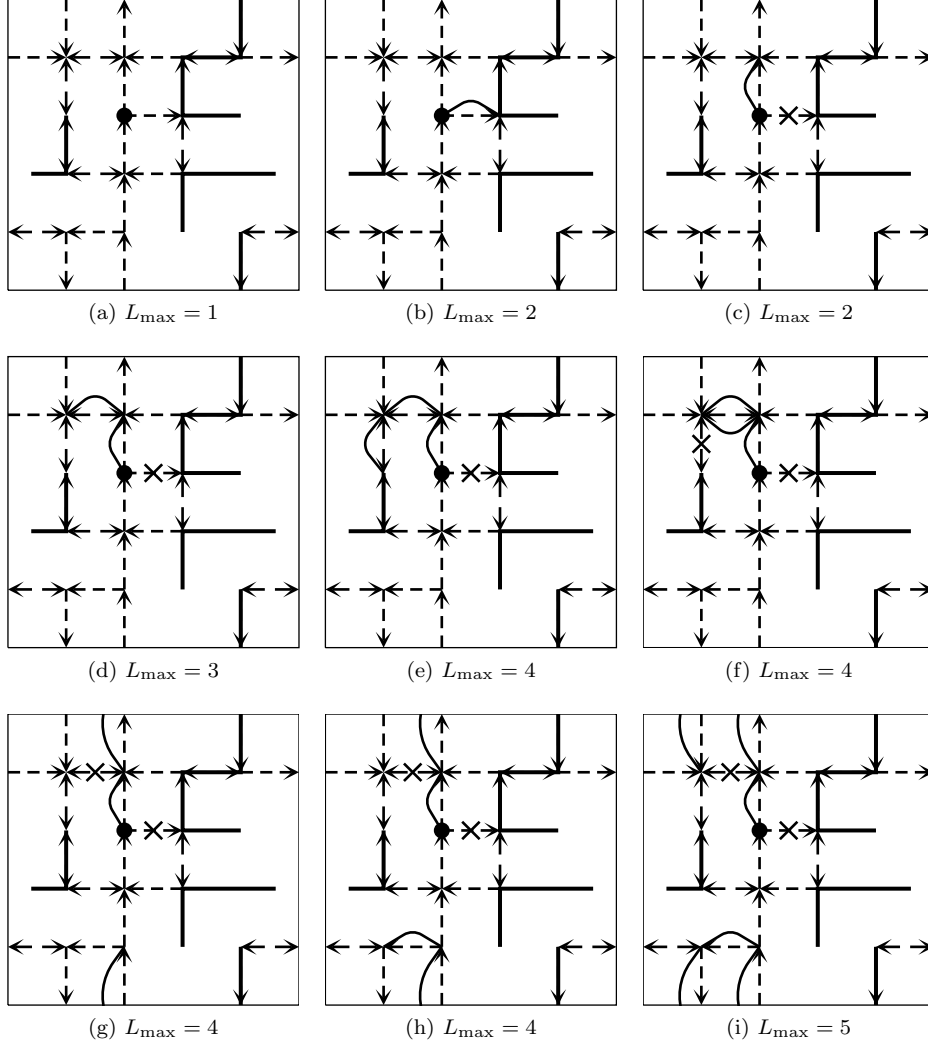 (a) L_max = 1
(b) L_max = 2
(c) L_max = 2
(d) L_max = 3
(e) L_max = 4
(f) L_max = 4
(g) L_max = 4
(h) L_max = 4
(i) L_max = 5